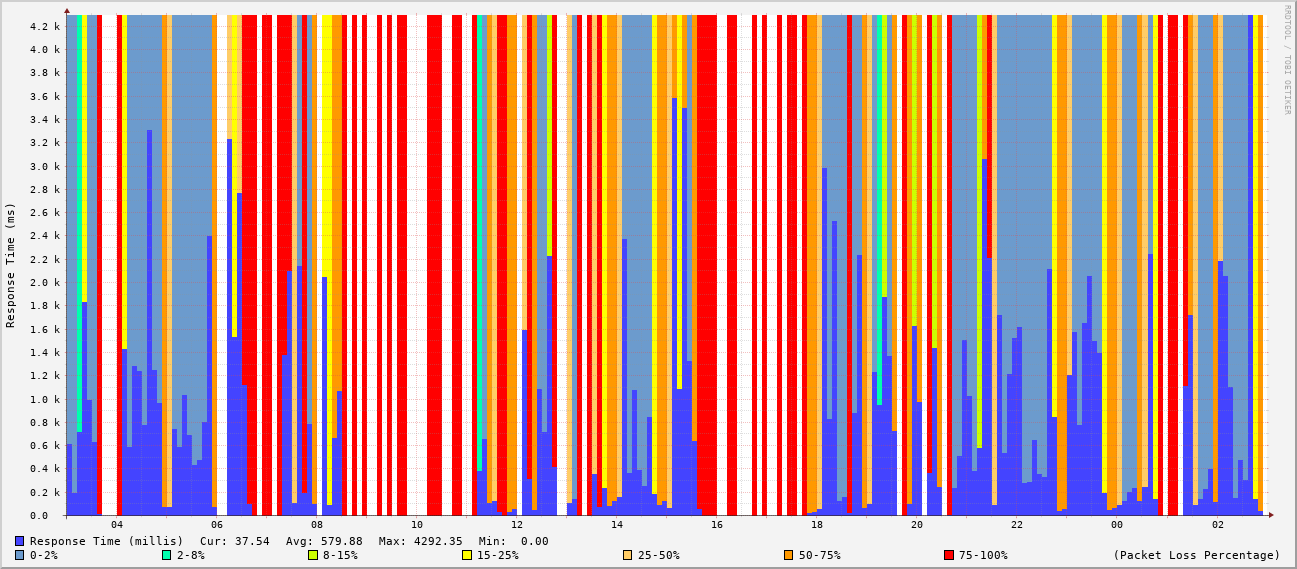 RRDTOOL / TOBI OETIKER
Response Time (ms)
4.2 k
4.0 k
3.8 k
3.6 k
3.4 k
3.2 k
3.0 k
2.8 k
2.6 k
2.4 k
2.2 k
2.0 k
1.8 k
1.6 k
1.4 k
1.2 k
1.0 k
0.8 k
0.6 k
0.4 k
0.2 k
0.0
04 06 08 10 12 14 16 18 20 22 00 02
Response Time (millis) Cur: 37.54 Avg: 579.88 Max: 4292.35 Min: 0.00
0-2% 2-8% 8-15% 15-25% 25-50% 50-75% 75-100% (Packet Loss Percentage)